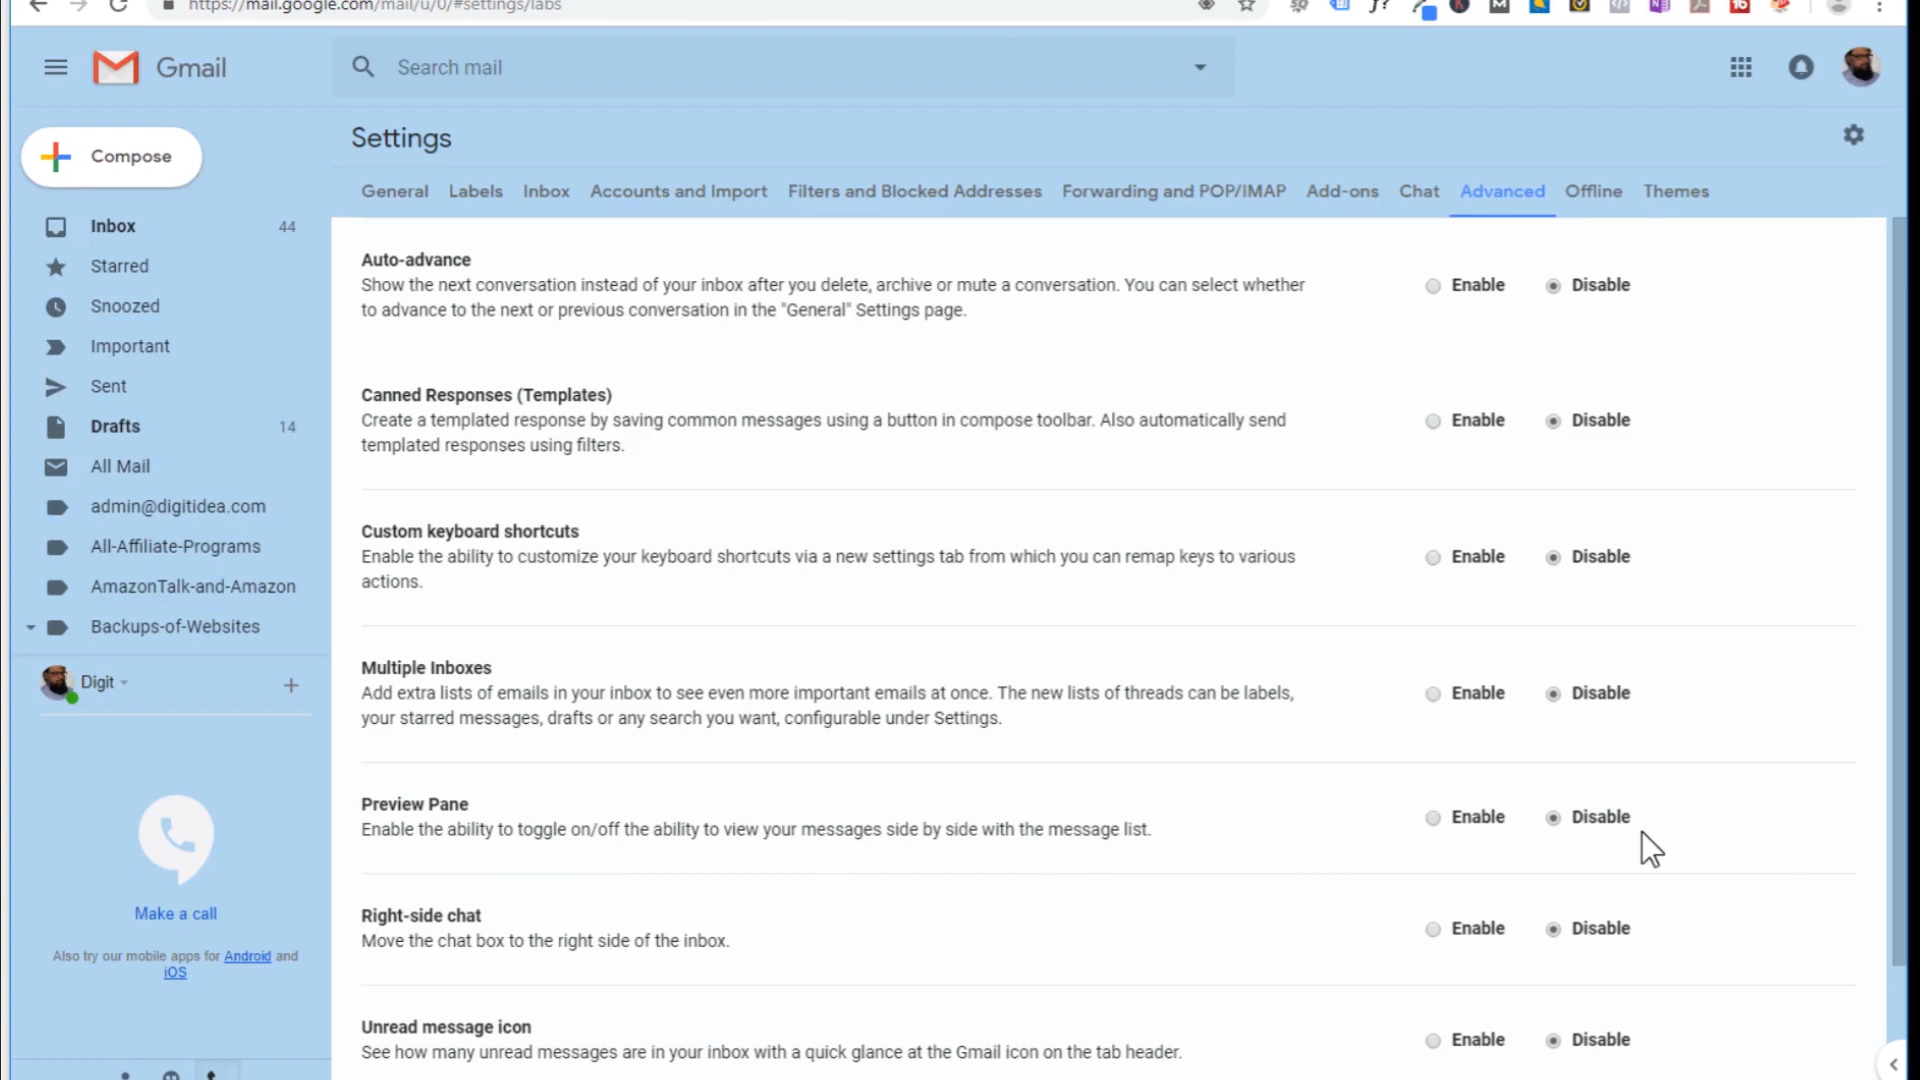 https://mail.google.com/mail/u/0/#settings/labs
Gmail
Search mail
Compose
Settings
General Labels Inbox Accounts and Import Filters and Blocked Addresses Forwarding and POP/IMAP Add-ons Chat Advanced Offline Themes
Inbox 44
Starred
Snoozed
Important
Sent
Drafts 14
All Mail
admin@digitidea.com
All-Affiliate-Programs
AmazonTalk-and-Amazon
Backups-of-Websites
Digit
Make a call
Also try our mobile apps for Android and
iOS
Auto-advance
Show the next conversation instead of your inbox after you delete, archive or mute a conversation. You can select whether
to advance to the next or previous conversation in the "General" Settings page.
Enable Disable
Canned Responses (Templates)
Create a templated response by saving common messages using a button in compose toolbar. Also automatically send
templated responses using filters.
Enable Disable
Custom keyboard shortcuts
Enable the ability to customize your keyboard shortcuts via a new settings tab from which you can remap keys to various
actions.
Enable Disable
Multiple Inboxes
Add extra lists of emails in your inbox to see even more important emails at once. The new lists of threads can be labels,
your starred messages, drafts or any search you want, configurable under Settings.
Enable Disable
Preview Pane
Enable the ability to toggle on/off the ability to view your messages side by side with the message list.
Enable Disable
Right-side chat
Move the chat box to the right side of the inbox.
Enable Disable
Unread message icon
See how many unread messages are in your inbox with a quick glance at the Gmail icon on the tab header.
Enable Disable